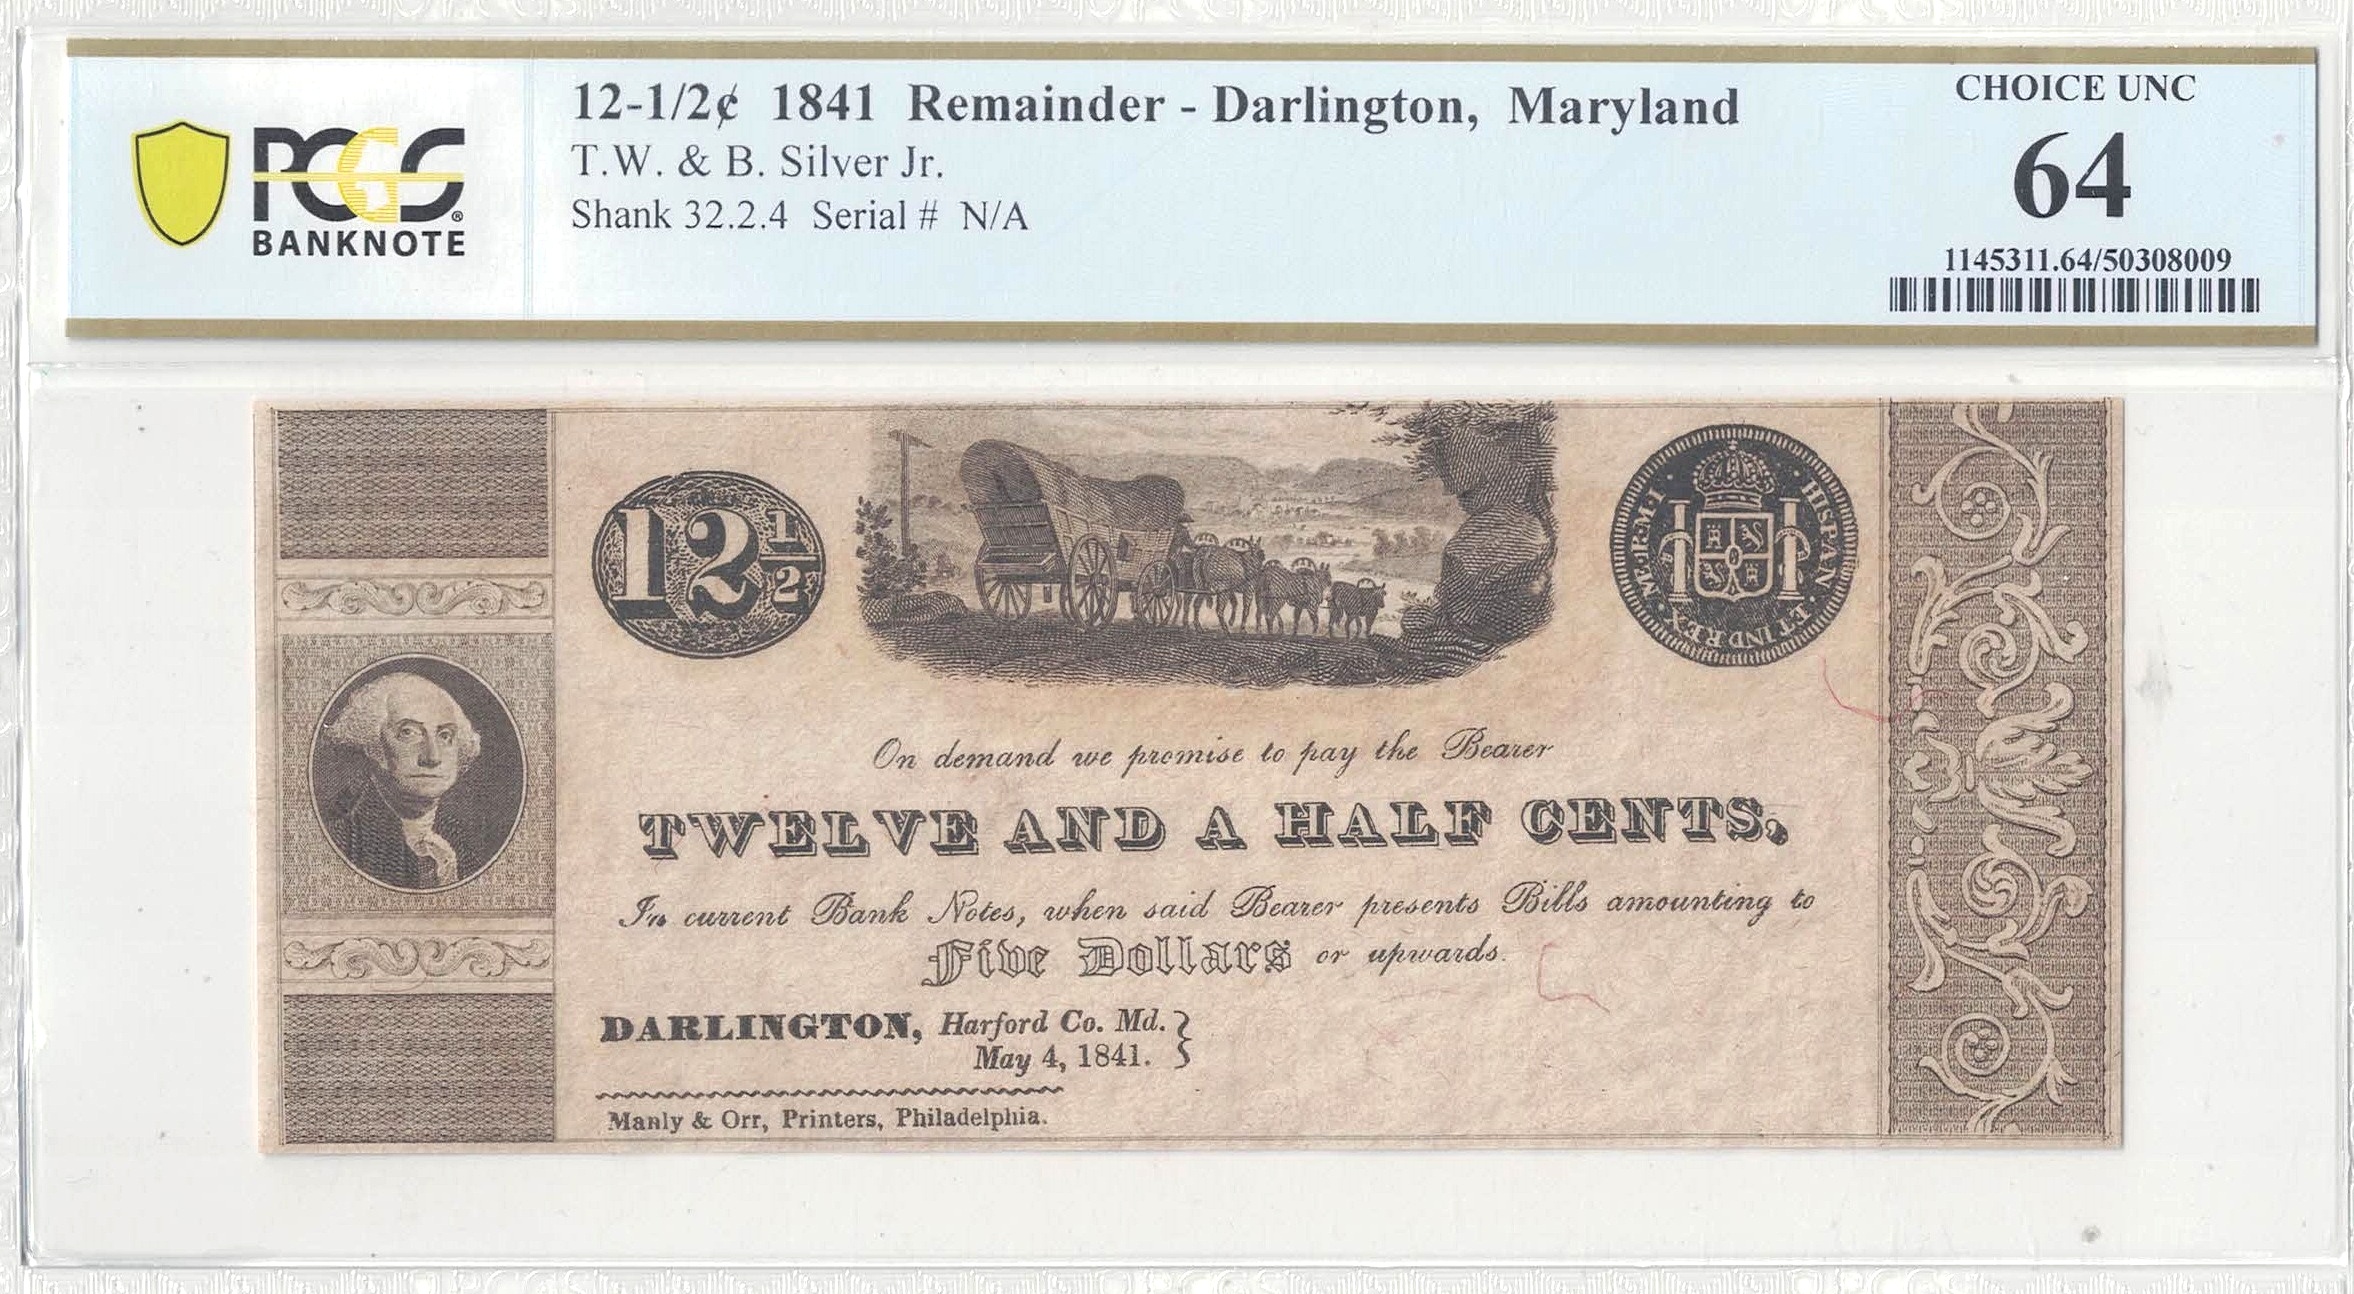 PCGS®
BANKNOTE
12-1/2¢ 1841 Remainder - Darlington, Maryland
T.W. & B. Silver Jr.
Shank 32.2.4 Serial # N/A
CHOICE UNC
64
1145311.64/50308009
12 1/2
HISPAN · ET IND REX · M · · M · I ·
On demand we promise to pay the Bearer
TWELVE AND A HALF CENTS,
In current Bank Notes, when said Bearer presents Bills amounting to
Five Dollars or upwards.
DARLINGTON, Harford Co. Md. }
May 4, 1841.
Manly & Orr, Printers, Philadelphia.